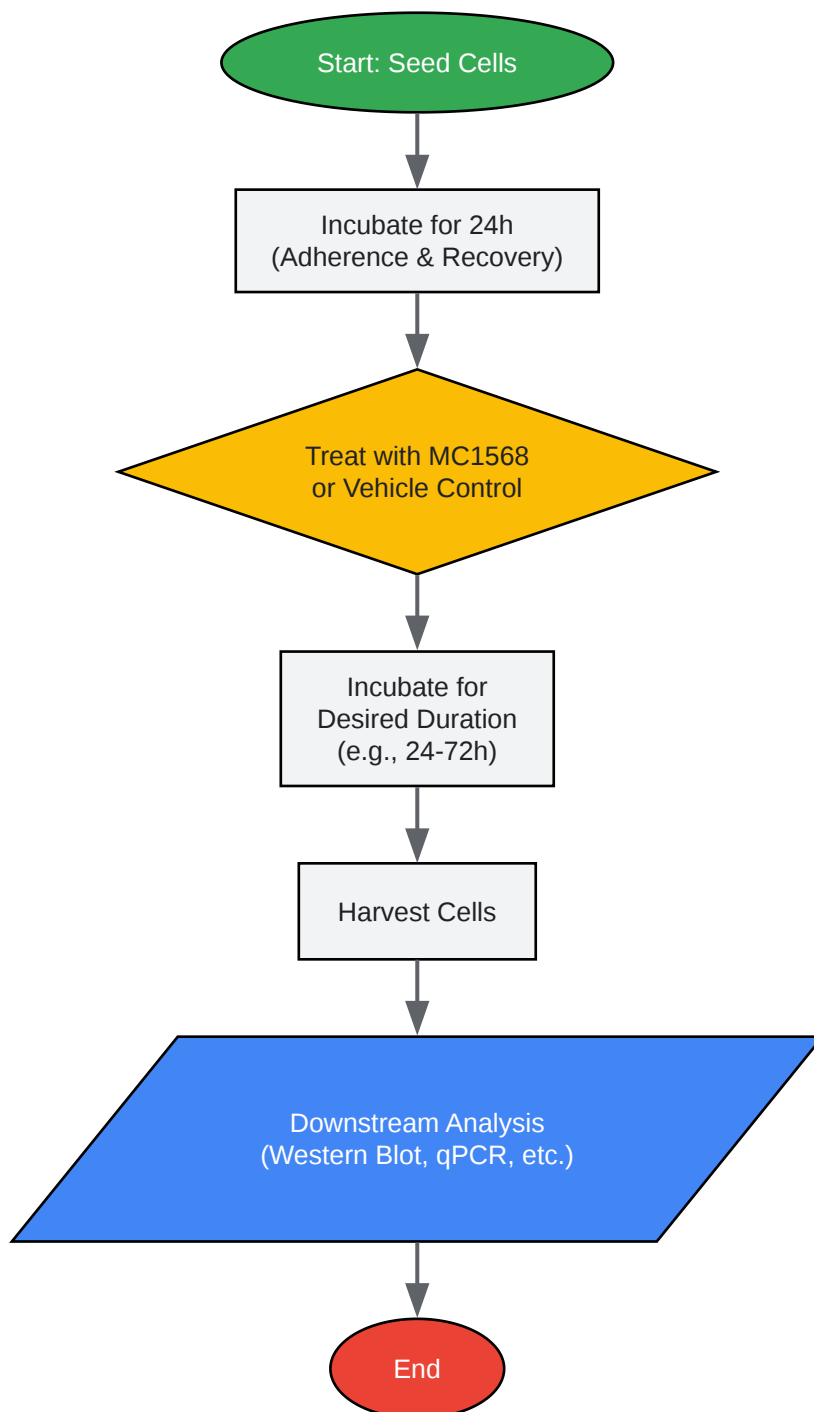 Start: Seed Cells
Incubate for 24h
(Adherence & Recovery)
Treat with MC1568
or Vehicle Control
Incubate for
Desired Duration
(e.g., 24-72h)
Harvest Cells
Downstream Analysis
(Western Blot, qPCR, etc.)
End